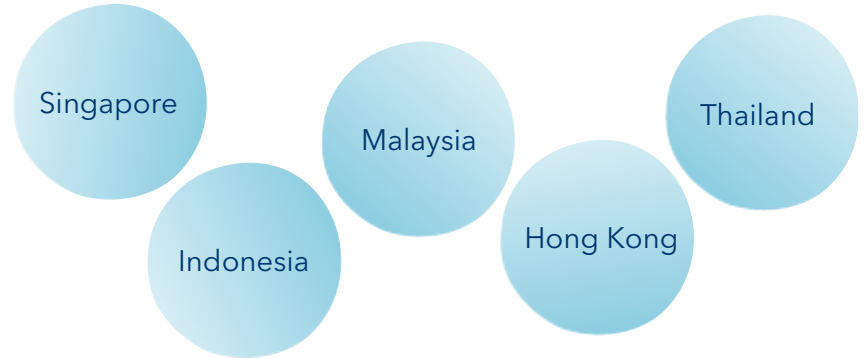 Singapore
Indonesia
Malaysia
Hong Kong
Thailand